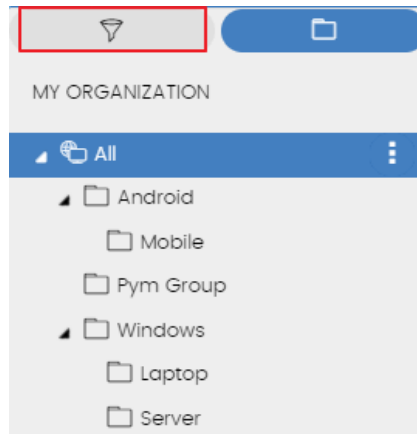 MY ORGANIZATION
All
Android
Mobile
Pym Group
Windows
Laptop
Server